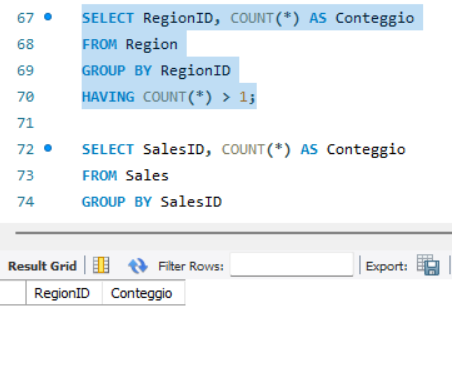 67 SELECT RegionID, COUNT(*) AS Conteggio
68 FROM Region
69 GROUP BY RegionID
70 HAVING COUNT(*) > 1;
71
72 SELECT SalesID, COUNT(*) AS Conteggio
73 FROM Sales
74 GROUP BY SalesID
Result Grid Filter Rows: Export:
RegionID Conteggio